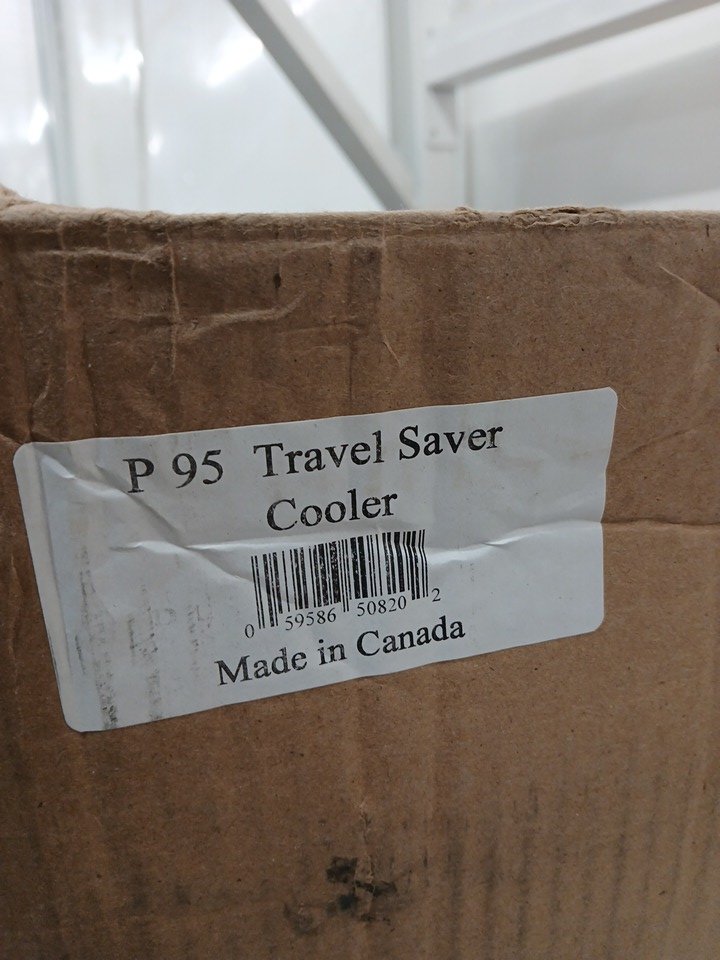 P 95 Travel Saver
Cooler
0 59586 50820 2
Made in Canada